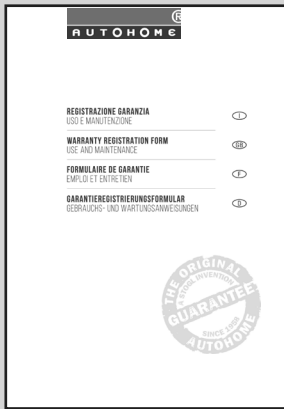 ®
AUTOHOME
REGISTRAZIONE GARANZIA
USO E MANUTENZIONE
I
WARRANTY REGISTRATION FORM
USE AND MAINTENANCE
GB
FORMULAIRE DE GARANTIE
EMPLOI ET ENTRETIEN
F
GARANTIEREGISTRIERUNGSFORMULAR
GEBRAUCHS- UND WARTUNGSANWEISUNGEN
D
THE ORIGINAL
INVENTION
GUARANTEE
SINCE 1958
AUTOHOME